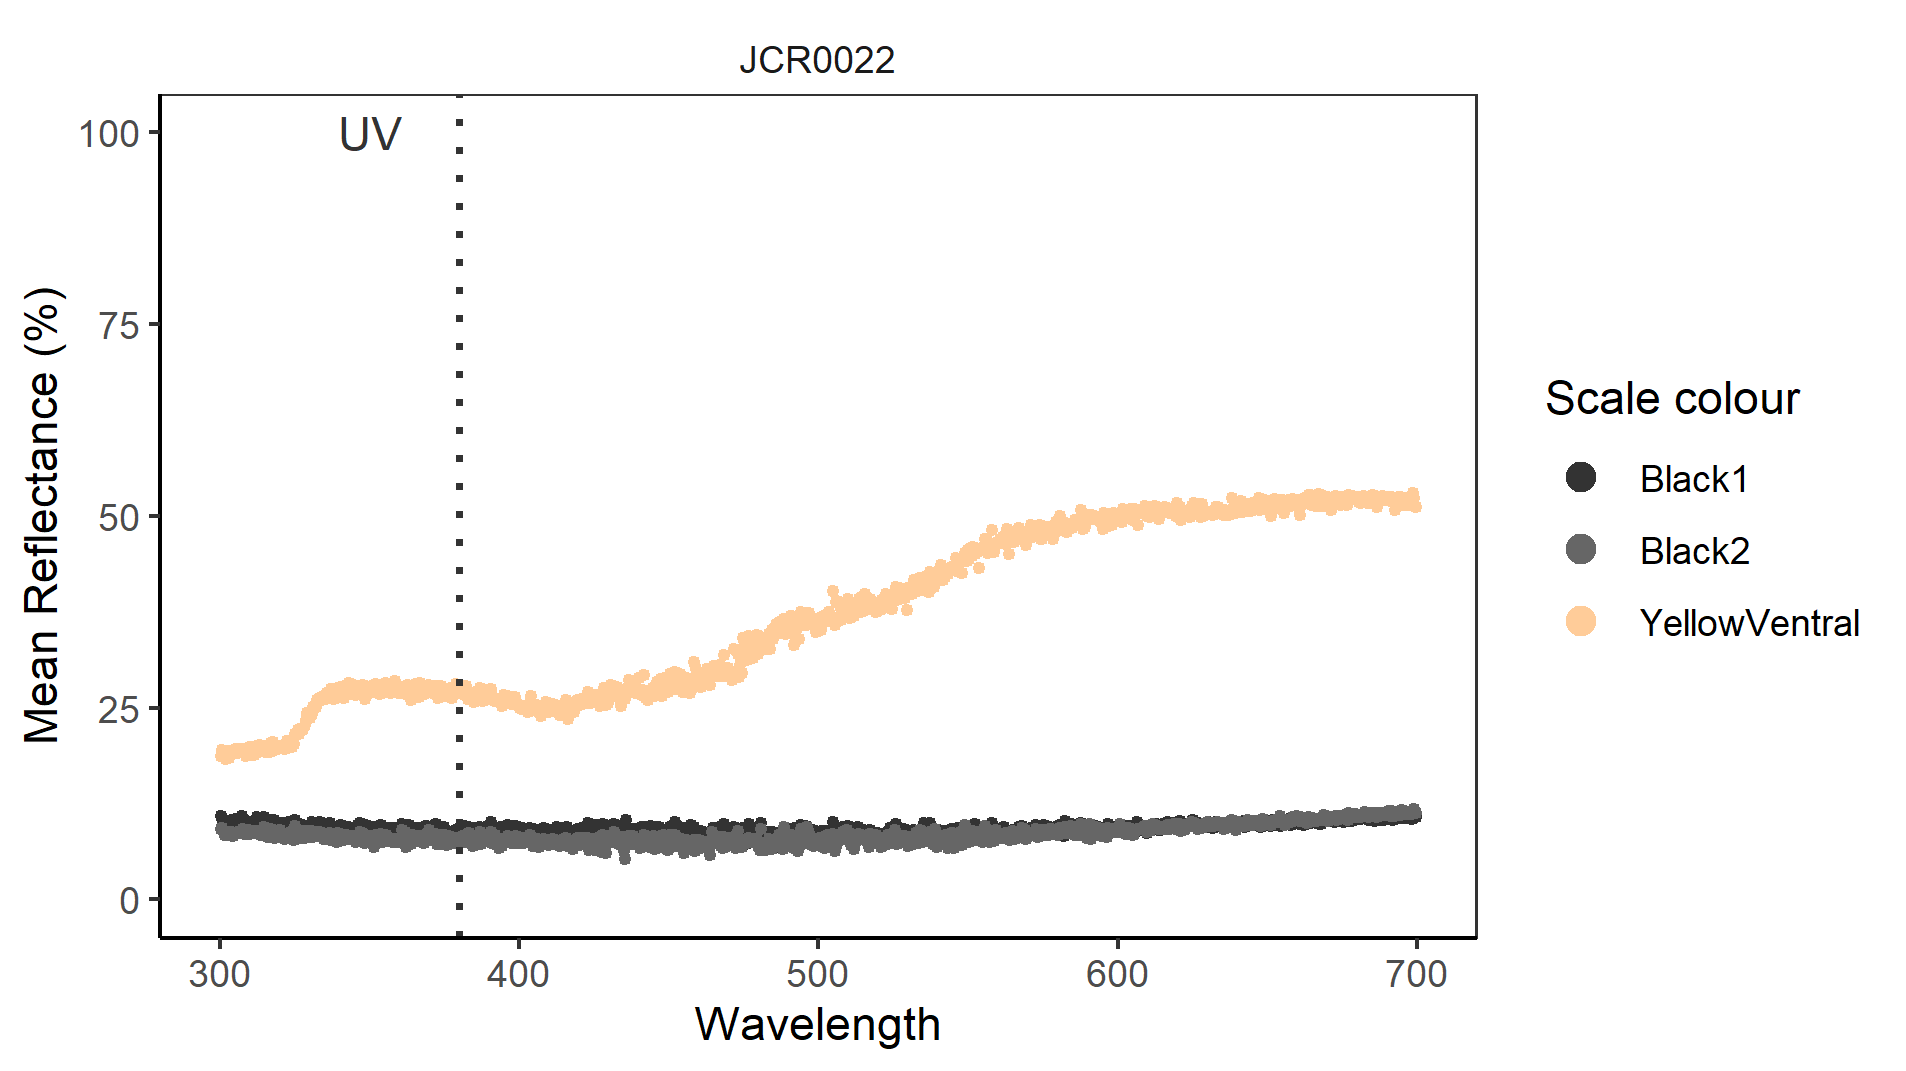 JCR0022
UV
100
75
50
25
0
Mean Reflectance (%)
300 400 500 600 700
Wavelength
Scale colour
Black1
Black2
YellowVentral